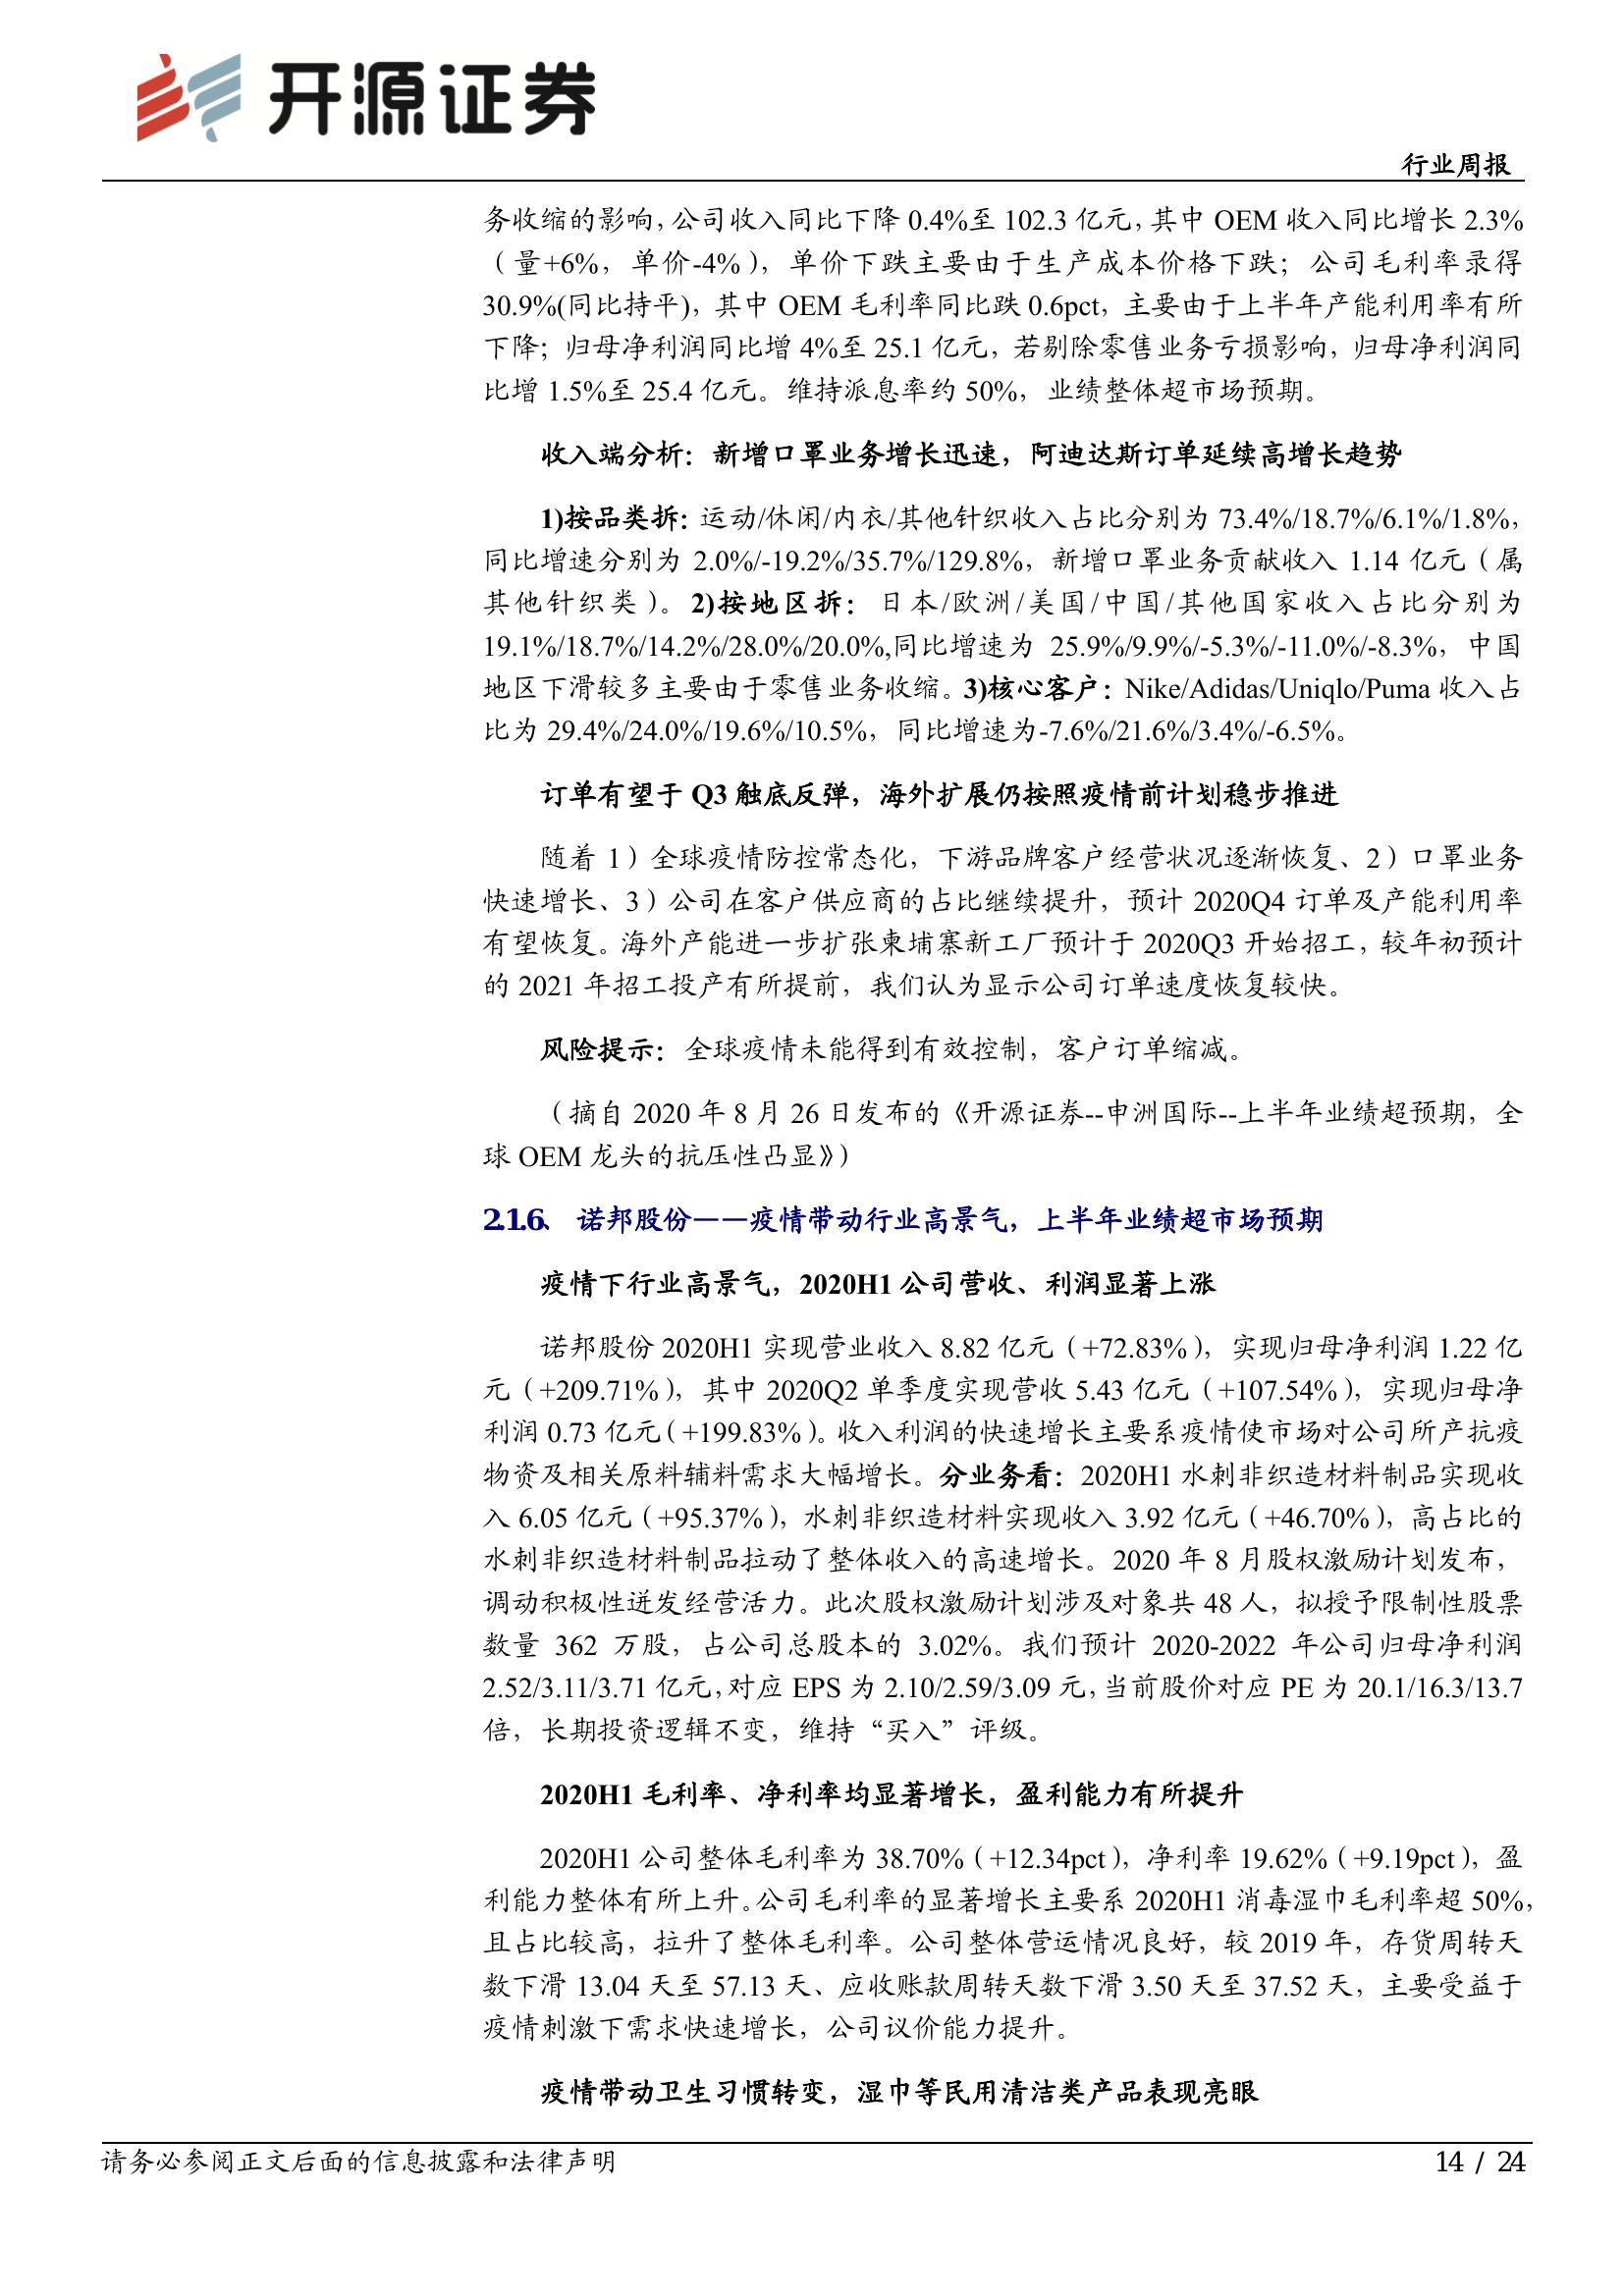 开源证券
行业周报
务收缩的影响，公司收入同比下降 0.4%至 102.3 亿元，其中 OEM 收入同比增长 2.3%
（量+6%，单价-4%），单价下跌主要由于生产成本价格下跌；公司毛利率录得
30.9%(同比持平)，其中 OEM 毛利率同比跌 0.6pct，主要由于上半年产能利用率有所
下降；归母净利润同比增 4%至 25.1 亿元，若剔除零售业务亏损影响，归母净利润同
比增 1.5%至 25.4 亿元。维持派息率约 50%，业绩整体超市场预期。
收入端分析：新增口罩业务增长迅速，阿迪达斯订单延续高增长趋势
1)按品类拆：运动/休闲/内衣/其他针织收入占比分别为 73.4%/18.7%/6.1%/1.8%，
同比增速分别为 2.0%/-19.2%/35.7%/129.8%，新增口罩业务贡献收入 1.14 亿元（属
其他针织类）。2)按地区拆：日本/欧洲/美国/中国/其他国家收入占比分别为
19.1%/18.7%/14.2%/28.0%/20.0%,同比增速为 25.9%/9.9%/-5.3%/-11.0%/-8.3%，中国
地区下滑较多主要由于零售业务收缩。3)核心客户：Nike/Adidas/Uniqlo/Puma 收入占
比为 29.4%/24.0%/19.6%/10.5%，同比增速为-7.6%/21.6%/3.4%/-6.5%。
订单有望于 Q3 触底反弹，海外扩展仍按照疫情前计划稳步推进
随着 1）全球疫情防控常态化，下游品牌客户经营状况逐渐恢复、2）口罩业务
快速增长、3）公司在客户供应商的占比继续提升，预计 2020Q4 订单及产能利用率
有望恢复。海外产能进一步扩张柬埔寨新工厂预计于 2020Q3 开始招工，较年初预计
的 2021 年招工投产有所提前，我们认为显示公司订单速度恢复较快。
风险提示：全球疫情未能得到有效控制，客户订单缩减。
（摘自 2020 年 8 月 26 日发布的《开源证券--申洲国际--上半年业绩超预期，全
球 OEM 龙头的抗压性凸显》）
2.1.6、 诺邦股份——疫情带动行业高景气，上半年业绩超市场预期
疫情下行业高景气，2020H1 公司营收、利润显著上涨
诺邦股份 2020H1 实现营业收入 8.82 亿元（+72.83%），实现归母净利润 1.22 亿
元（+209.71%），其中 2020Q2 单季度实现营收 5.43 亿元（+107.54%），实现归母净
利润 0.73 亿元（+199.83%）。收入利润的快速增长主要系疫情使市场对公司所产抗疫
物资及相关原料辅料需求大幅增长。分业务看：2020H1 水刺非织造材料制品实现收
入 6.05 亿元（+95.37%），水刺非织造材料实现收入 3.92 亿元（+46.70%），高占比的
水刺非织造材料制品拉动了整体收入的高速增长。2020 年 8 月股权激励计划发布，
调动积极性迸发经营活力。此次股权激励计划涉及对象共 48 人，拟授予限制性股票
数量 362 万股，占公司总股本的 3.02%。我们预计 2020-2022 年公司归母净利润
2.52/3.11/3.71 亿元，对应 EPS 为 2.10/2.59/3.09 元，当前股价对应 PE 为 20.1/16.3/13.7
倍，长期投资逻辑不变，维持“买入”评级。
2020H1 毛利率、净利率均显著增长，盈利能力有所提升
2020H1 公司整体毛利率为 38.70%（+12.34pct），净利率 19.62%（+9.19pct），盈
利能力整体有所上升。公司毛利率的显著增长主要系 2020H1 消毒湿巾毛利率超 50%，
且占比较高，拉升了整体毛利率。公司整体营运情况良好，较 2019 年，存货周转天
数下滑 13.04 天至 57.13 天、应收账款周转天数下滑 3.50 天至 37.52 天，主要受益于
疫情刺激下需求快速增长，公司议价能力提升。
疫情带动卫生习惯转变，湿巾等民用清洁类产品表现亮眼
请务必参阅正文后面的信息披露和法律声明
14 / 24